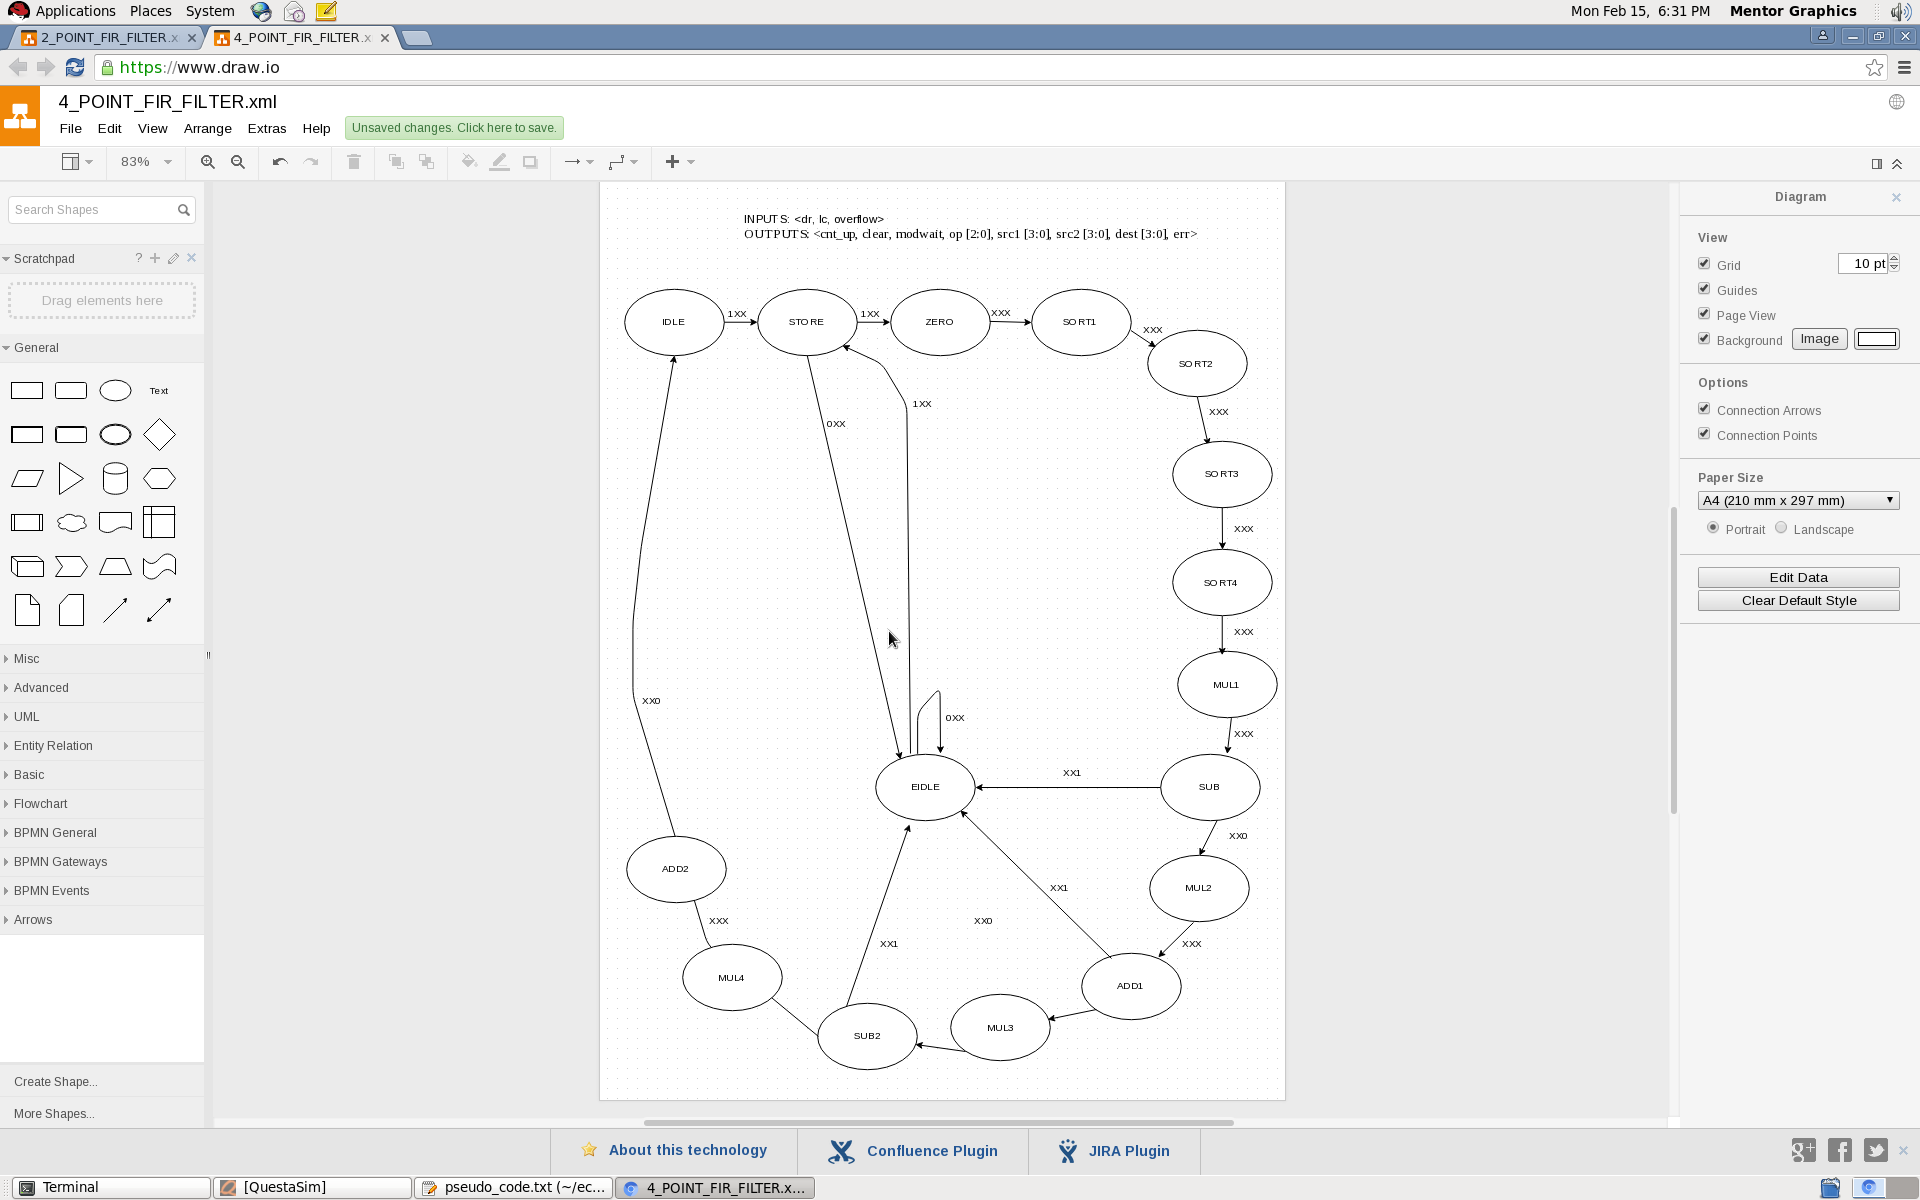 Applications Places System Mon Feb 15, 6:31 PM Mentor Graphics
2_POINT_FIR_FILTER.x 4_POINT_FIR_FILTER.x
https://www.draw.io
4_POINT_FIR_FILTER.xml
File Edit View Arrange Extras Help Unsaved changes. Click here to save.
83%
Search Shapes
Scratchpad ?
Drag elements here
General
Text
Misc
Advanced
UML
Entity Relation
Basic
Flowchart
BPMN General
BPMN Gateways
BPMN Events
Arrows
Create Shape...
More Shapes...
INPUTS: <dr, lc, overflow>
OUTPUTS: <cnt_up, clear, modwait, op [2:0], src1 [3:0], src2 [3:0], dest [3:0], err>
IDLE 1XX STORE 1XX ZERO XXX SORT1
XXX
SORT2
1XX
XXX
0XX
SORT3
XXX
SORT4
XXX
MUL1
XX0
0XX
XXX
XX1
EIDLE
SUB
XX0
ADD2
XX1
MUL2
XXX
XX0
XX1
XXX
MUL4
ADD1
MUL3
SUB2
Diagram
View
Grid 10 pt
Guides
Page View
Background Image
Options
Connection Arrows
Connection Points
Paper Size
A4 (210 mm x 297 mm)
Portrait Landscape
Edit Data
Clear Default Style
About this technology Confluence Plugin JIRA Plugin
Terminal [QuestaSim] pseudo_code.txt (~/ec... 4_POINT_FIR_FILTER.x...